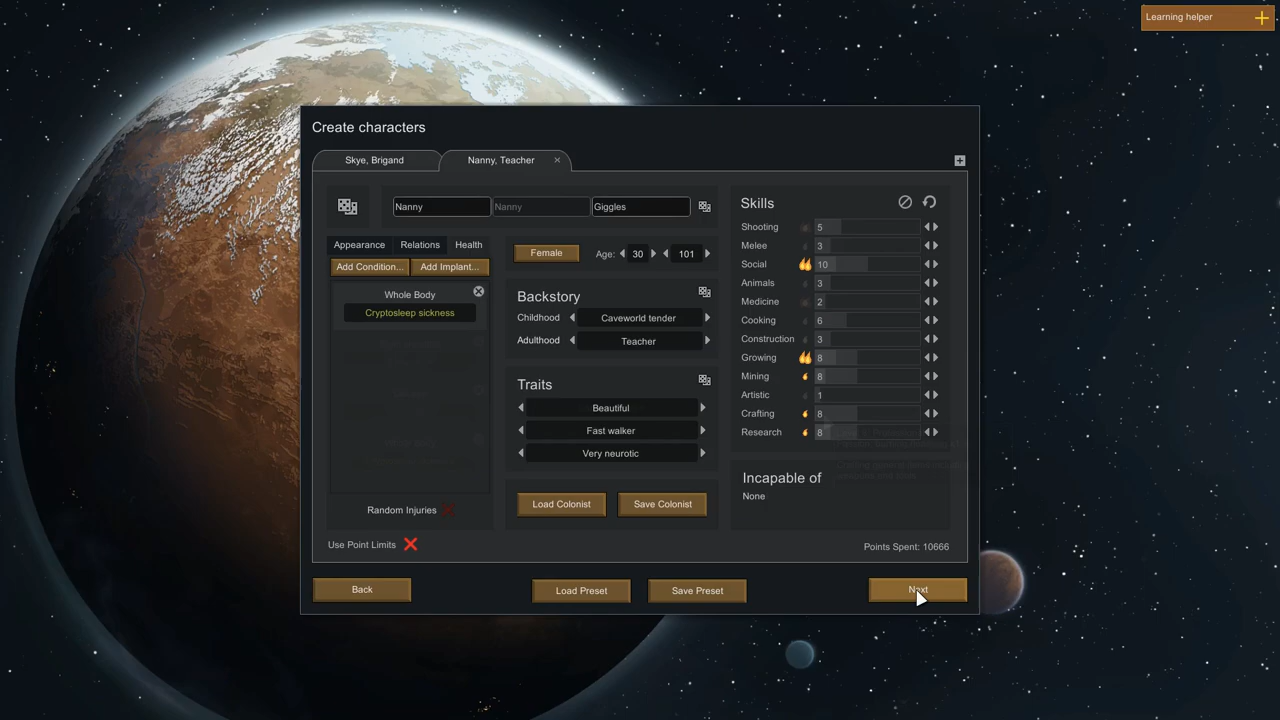 Learning helper
Create characters
Skye, Brigand
Nanny, Teacher
Nanny
Nanny
Giggles
Appearance
Relations
Health
Add Condition...
Add Implant...
Whole Body
Cryptosleep sickness
Random Injuries
Female
Age:
30
101
Backstory
Childhood
Caveworld tender
Adulthood
Teacher
Traits
Beautiful
Fast walker
Very neurotic
Load Colonist
Save Colonist
Skills
Shooting 5
Melee 3
Social 10
Animals 3
Medicine 2
Cooking 6
Construction 3
Growing 8
Mining 8
Artistic 1
Crafting 8
Research 8
Incapable of
None
Use Point Limits
Points Spent: 10666
Back
Load Preset
Save Preset
Next